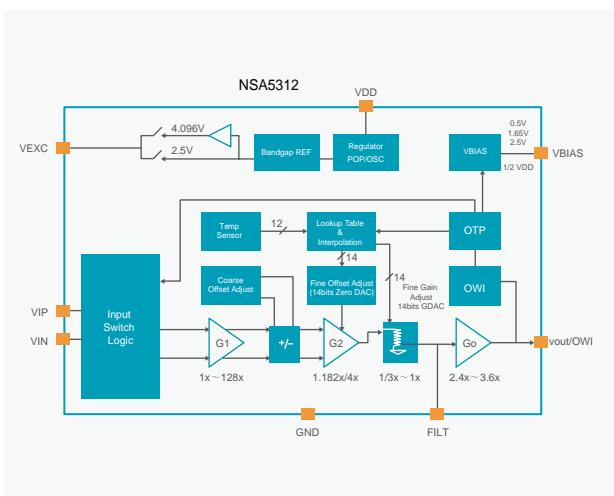 NSA5312
VDD
VEXC
4.096V
2.5V
Bandgap REF
Regulator
POP/OSC
VBIAS
0.5V
1.65V
2.5V
1/2 VDD
VBIAS
Temp
Sensor
12
Lookup Table
&
Interpolation
OTP
14
14
Coarse
Offset Adjust
Fine Offset Adjust
(14bits Zero DAC)
Fine Gain
Adjust
14bits GDAC
OWI
VIP
VIN
Input
Switch
Logic
G1
+/-
G2
Go
vout/OWI
1x～128x
1.182x/4x
1/3x～1x
2.4x～3.6x
GND
FILT